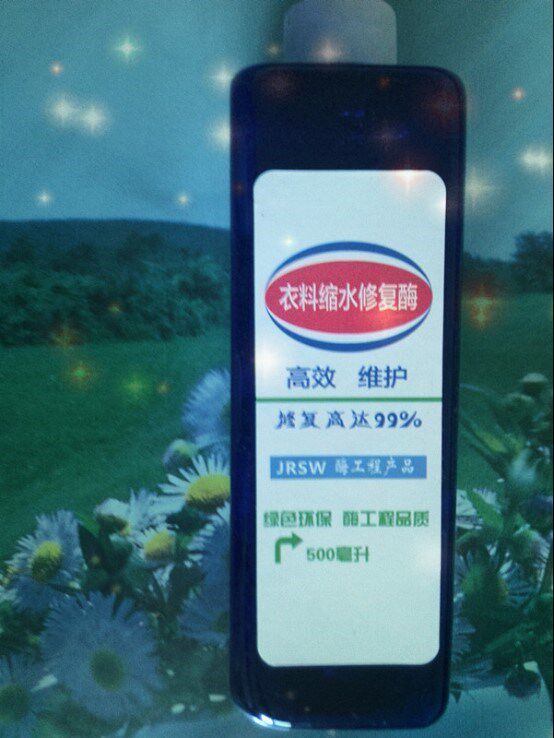 衣料缩水修复酶
高效 维护
修复高达99%
JRSW 酶工程产品
绿色环保 酶工程品质
500毫升